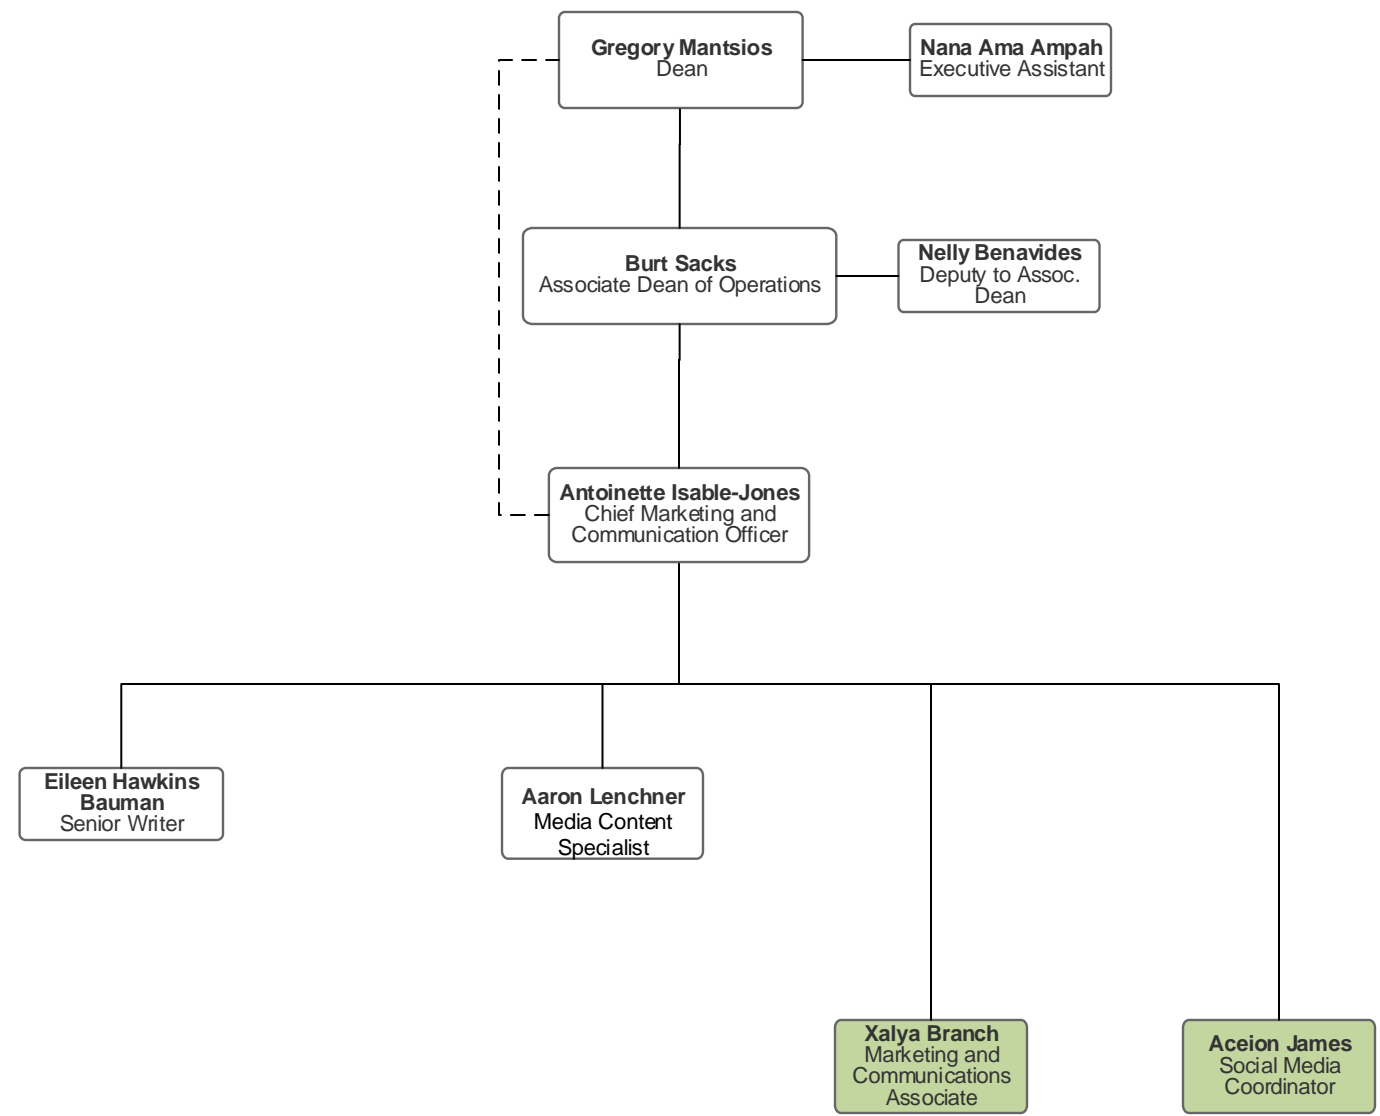 Gregory Mantsios
Dean
Nana Ama Ampah
Executive Assistant
Burt Sacks
Associate Dean of Operations
Nelly Benavides
Deputy to Assoc.
Dean
Antoinette Isable-Jones
Chief Marketing and
Communication Officer
Eileen Hawkins
Bauman
Senior Writer
Aaron Lenchner
Media Content
Specialist
Xalya Branch
Marketing and
Communications
Associate
Aceion James
Social Media
Coordinator